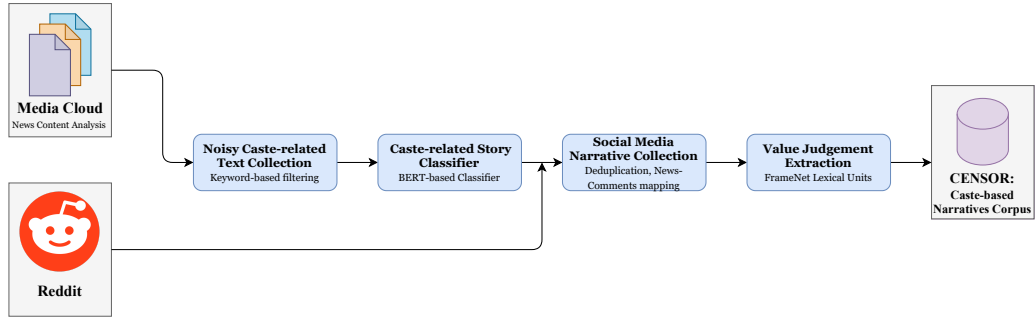 Media Cloud
News Content Analysis
Noisy Caste-related
Text Collection
Keyword-based filtering
Caste-related Story
Classifier
BERT-based Classifier
Social Media
Narrative Collection
Deduplication, News-
Comments mapping
Value Judgement
Extraction
FrameNet Lexical Units
CENSOR:
Caste-based
Narratives Corpus
Reddit